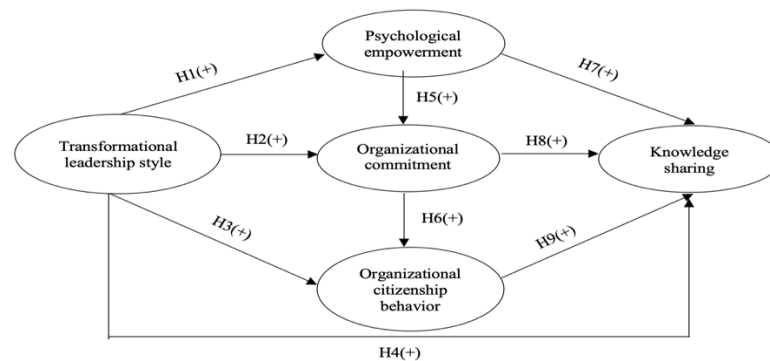 Psychological
empowerment
H1(+)
H7(+)
H5(+)
Transformational
leadership style
H2(+)
Organizational
commitment
H8(+)
Knowledge
sharing
H3(+)
H6(+)
H9(+)
Organizational
citizenship
behavior
H4(+)